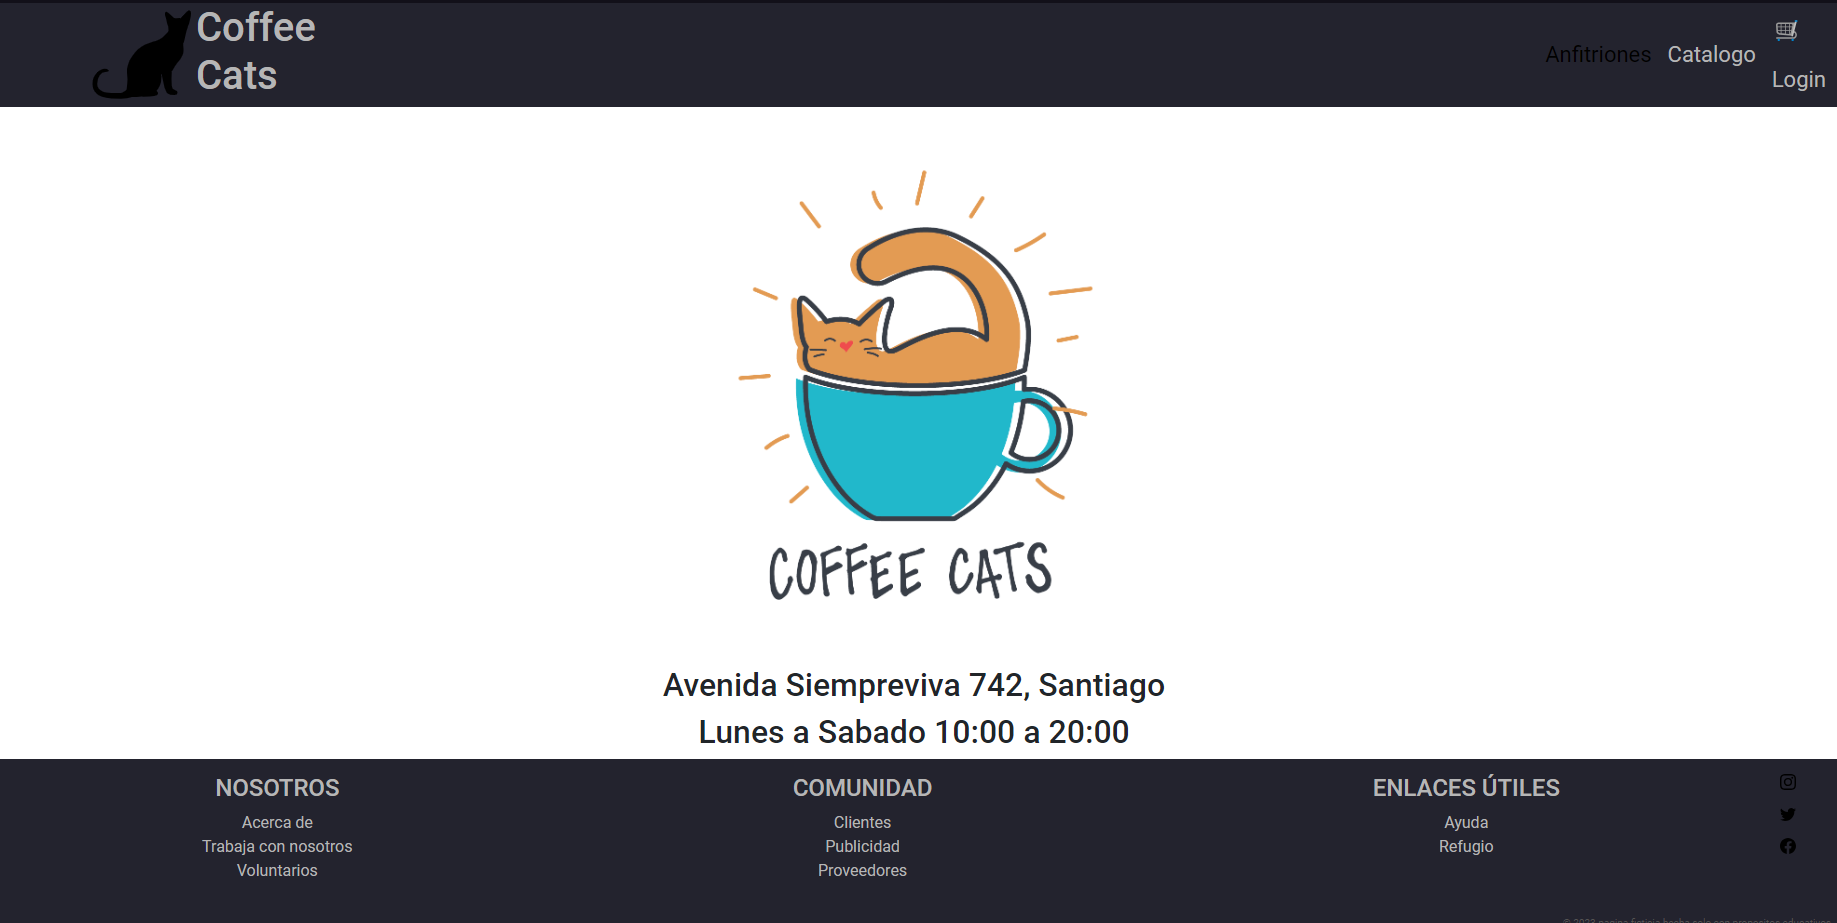 Coffee
Cats
Anfitriones
Catalogo
Login
COFFEE CATS
Avenida Siempreviva 742, Santiago
Lunes a Sabado 10:00 a 20:00
NOSOTROS
Acerca de
Trabaja con nosotros
Voluntarios
COMUNIDAD
Clientes
Publicidad
Proveedores
ENLACES ÚTILES
Ayuda
Refugio